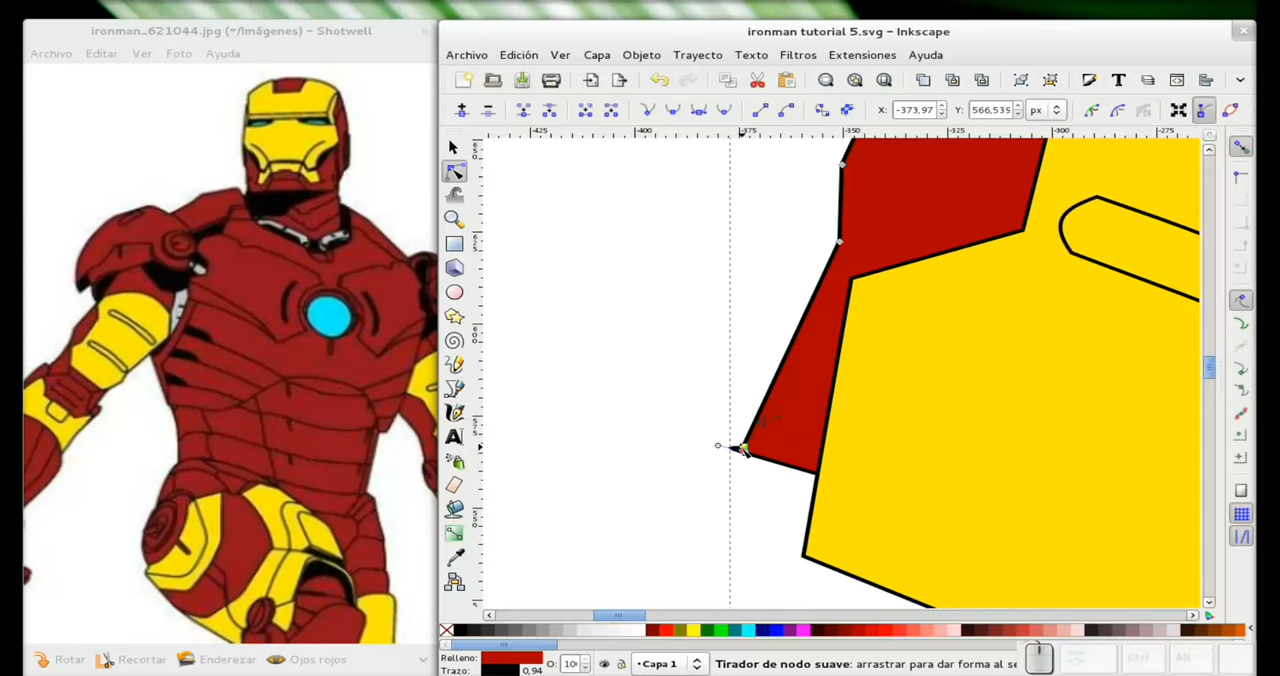 ironman_621044.jpg (~/Imágenes) - Shotwell
Archivo Editar Ver Foto Ayuda
Rotar Recortar Enderezar Ojos rojos
ironman tutorial 5.svg - Inkscape
Archivo Edición Ver Capa Objeto Trayecto Texto Filtros Extensiones Ayuda
X: -373,97 Y: 566,539 px
-425 -400 -375 -350 -325 -300 -275
Relleno: O: 10 Capa 1 Tirador de nodo suave: arrastrar para dar forma al se
Trazo: 0,94
Ctrl Alt